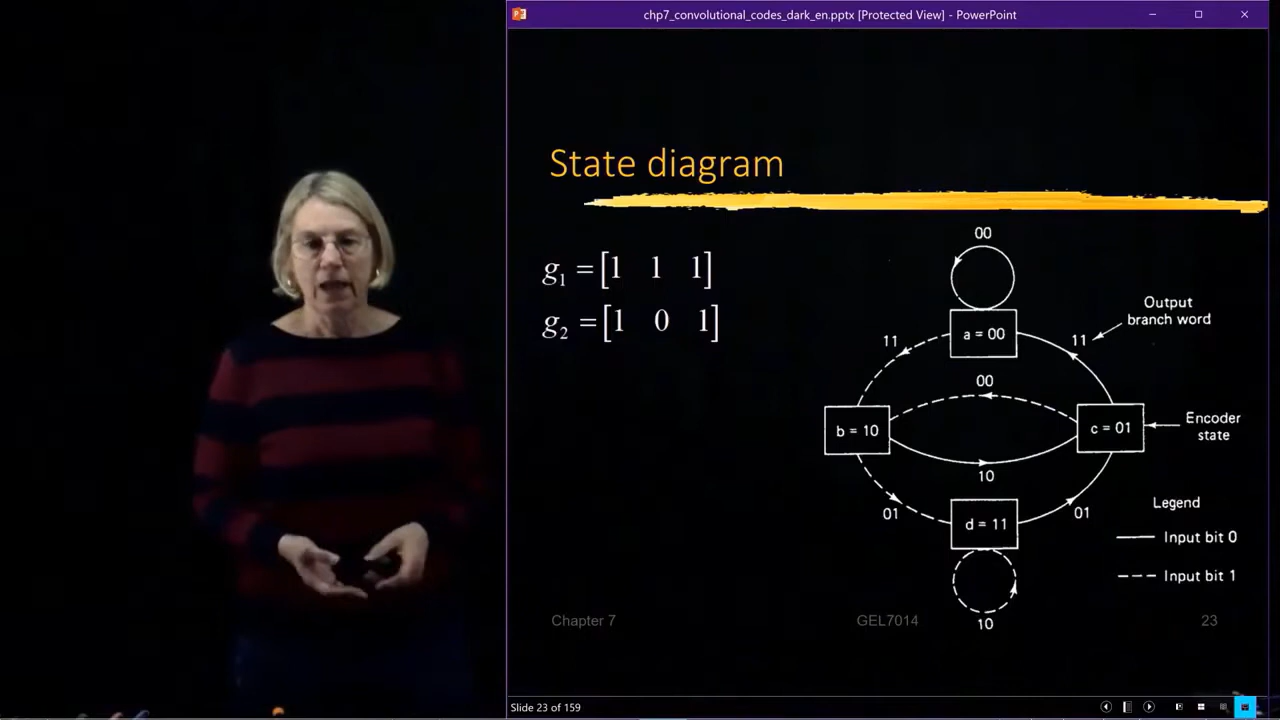 chp7_convolutional_codes_dark_en.pptx [Protected View] - PowerPoint
State diagram
g1 = [1 1 1]
g2 = [1 0 1]
00
a = 00
11
11
Output
branch word
00
b = 10
c = 01
Encoder
state
10
01
d = 11
01
10
Legend
Input bit 0
Input bit 1
Chapter 7
GEL7014
23
Slide 23 of 159